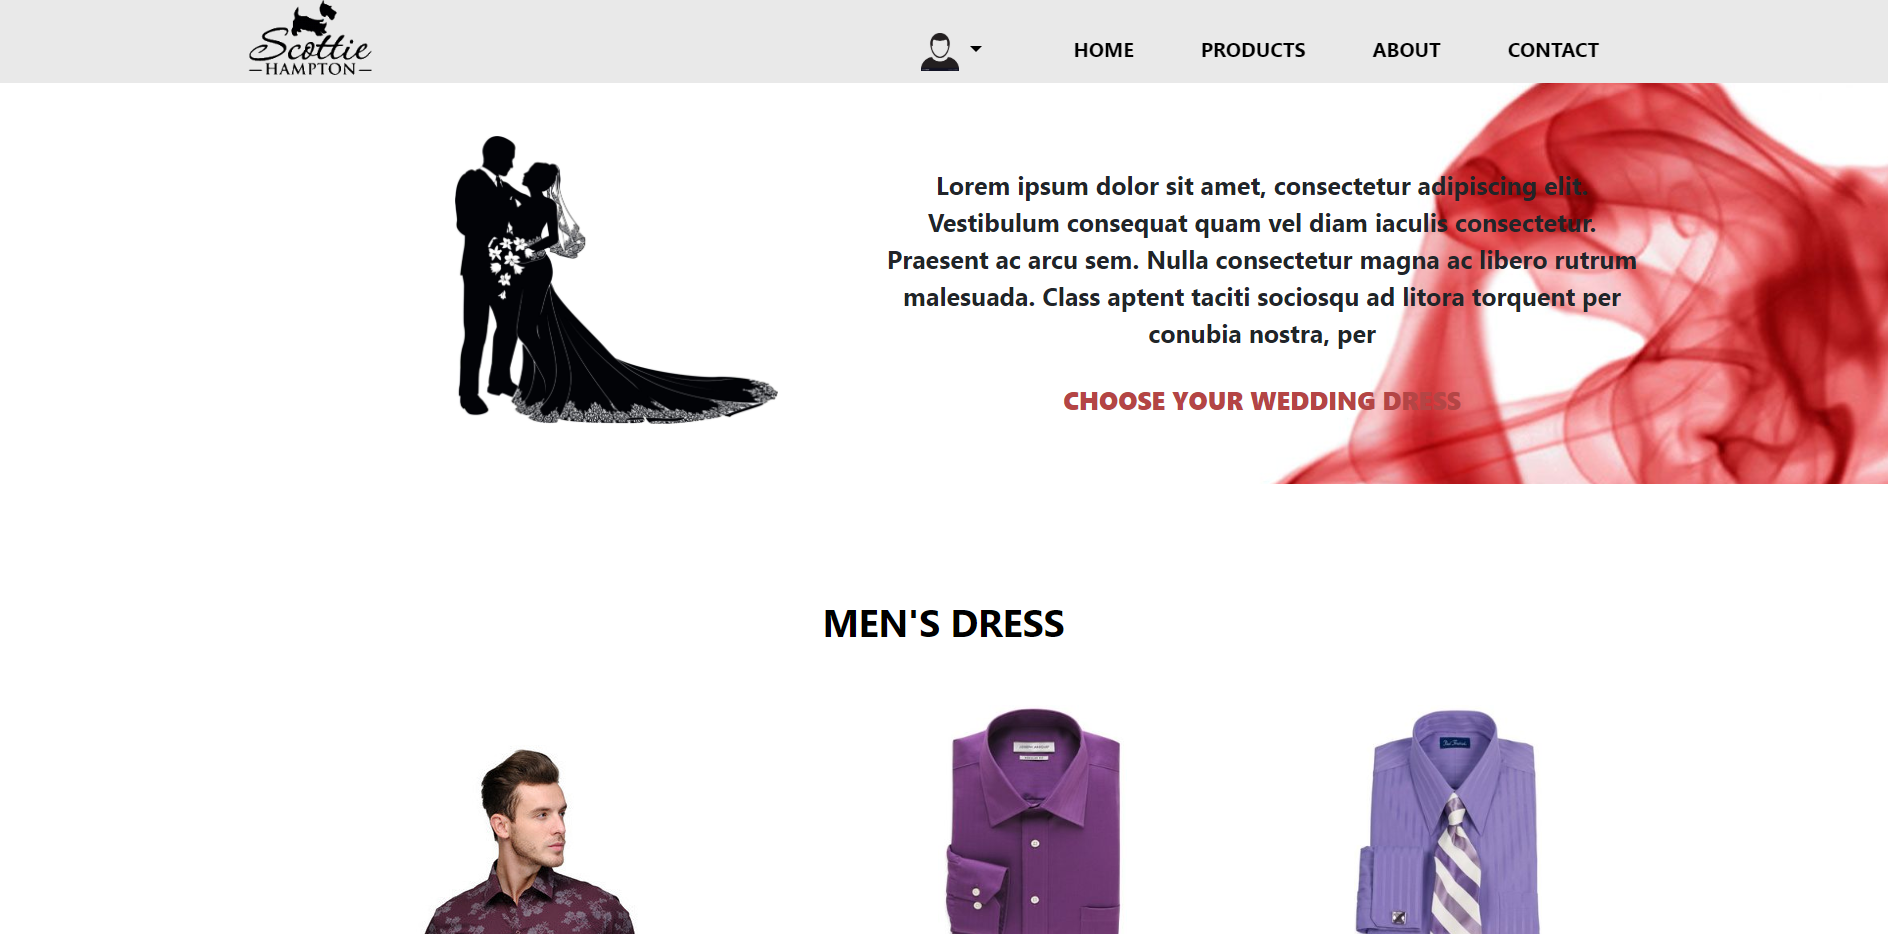 Scottie
HAMPTON
HOME
PRODUCTS
ABOUT
CONTACT
Lorem ipsum dolor sit amet, consectetur adipiscing elit.
Vestibulum consequat quam vel diam iaculis consectetur.
Praesent ac arcu sem. Nulla consectetur magna ac libero rutrum
malesuada. Class aptent taciti sociosqu ad litora torquent per
conubia nostra, per
CHOOSE YOUR WEDDING DRESS
MEN'S DRESS